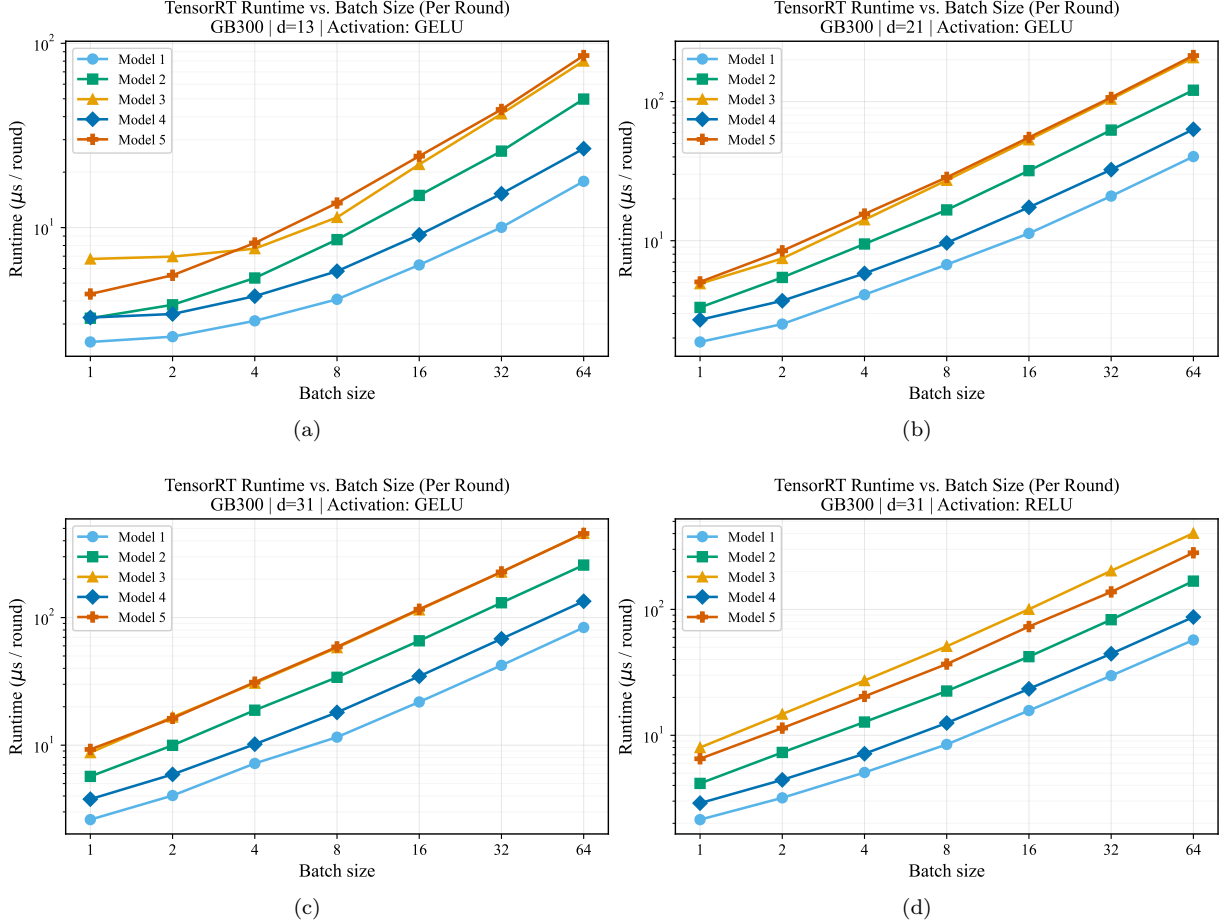 TensorRT Runtime vs. Batch Size (Per Round)
GB300 | d=13 | Activation: GELU
10²
10¹
Runtime (μs / round)
Model 1
Model 2
Model 3
Model 4
Model 5
1 2 4 8 16 32 64
Batch size
(a)
TensorRT Runtime vs. Batch Size (Per Round)
GB300 | d=21 | Activation: GELU
10²
10¹
Runtime (μs / round)
Model 1
Model 2
Model 3
Model 4
Model 5
1 2 4 8 16 32 64
Batch size
(b)
TensorRT Runtime vs. Batch Size (Per Round)
GB300 | d=31 | Activation: GELU
10²
10¹
Runtime (μs / round)
Model 1
Model 2
Model 3
Model 4
Model 5
1 2 4 8 16 32 64
Batch size
(c)
TensorRT Runtime vs. Batch Size (Per Round)
GB300 | d=31 | Activation: RELU
10²
10¹
Runtime (μs / round)
Model 1
Model 2
Model 3
Model 4
Model 5
1 2 4 8 16 32 64
Batch size
(d)